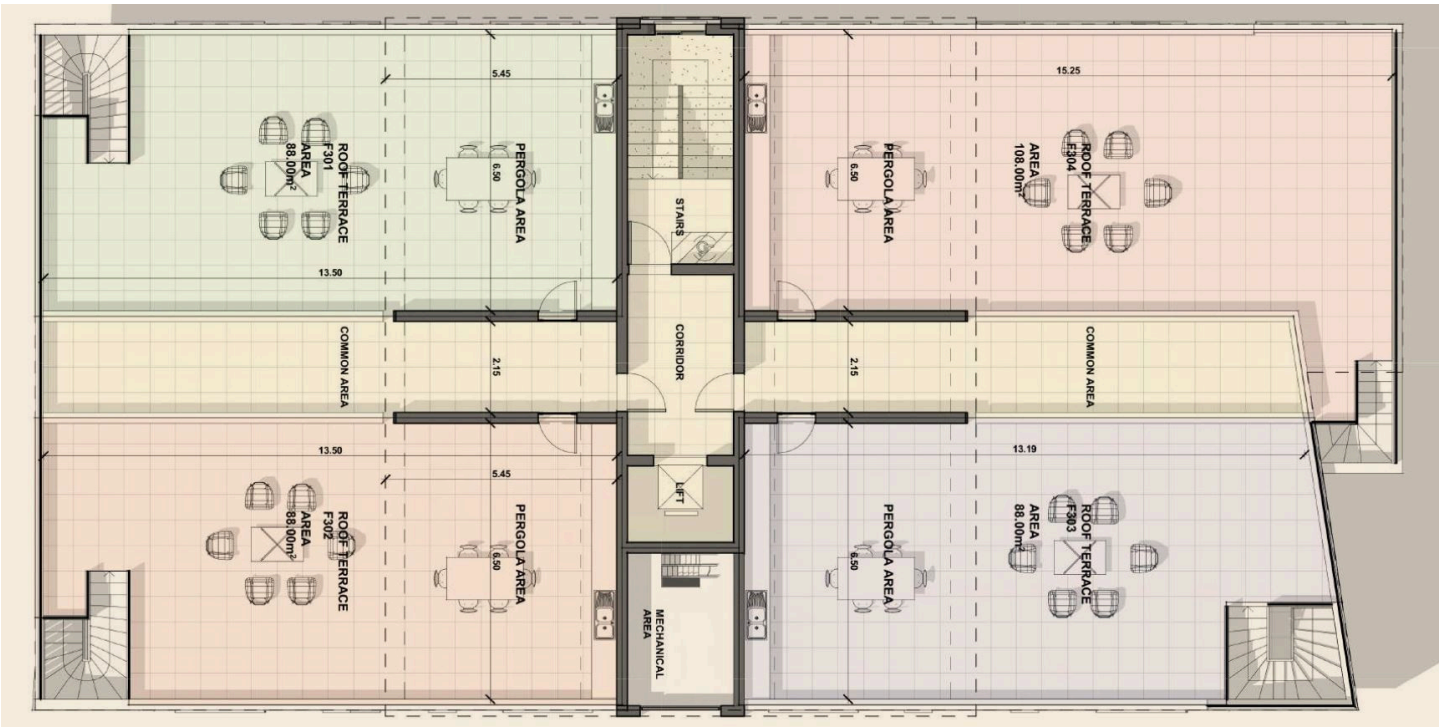 5.45
13.50
6.50
PERGOLA AREA
ROOF TERRACE
F301
AREA
88.00m²
STAIRS
15.25
6.50
PERGOLA AREA
ROOF TERRACE
F304
AREA
108.00m²
COMMON AREA
2.15
CORRIDOR
2.15
COMMON AREA
13.50
5.45
6.50
PERGOLA AREA
ROOF TERRACE
F302
AREA
88.00m²
LIFT
MECHANICAL
AREA
13.19
6.50
PERGOLA AREA
ROOF TERRACE
F303
AREA
88.00m²